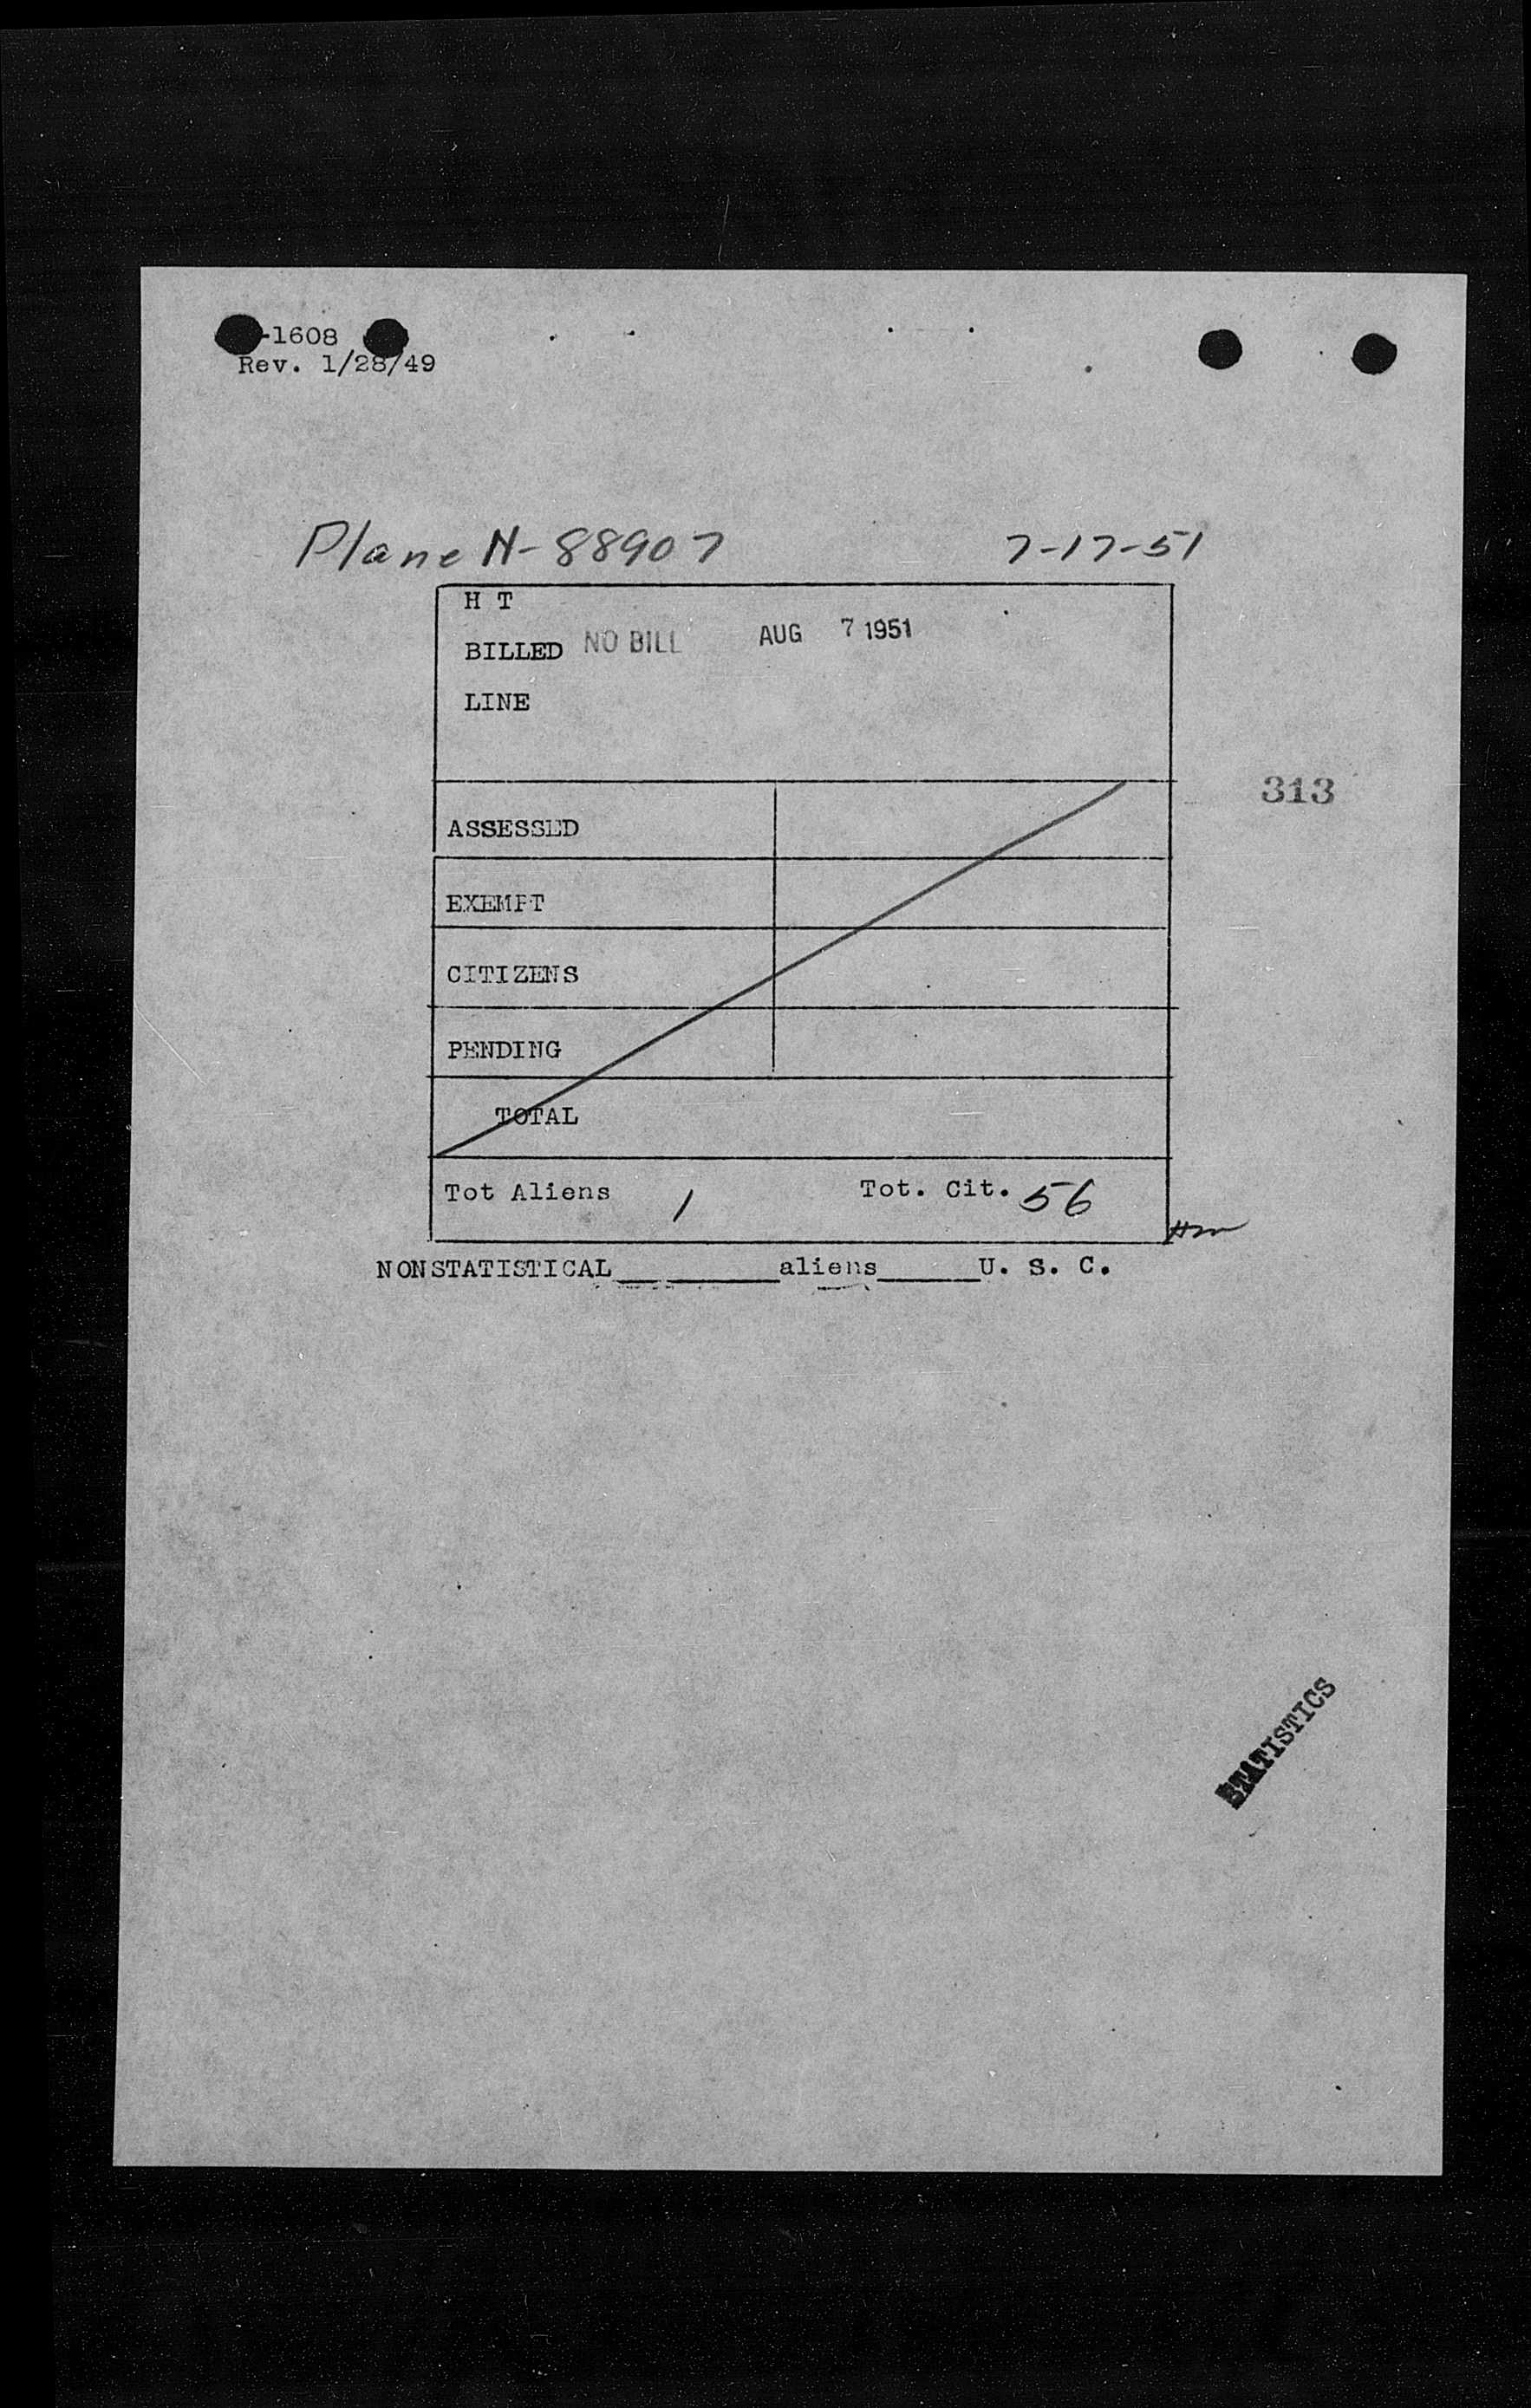 -1608
Rev. 1/28/49
Plane N-88907 7-17-51
H T
BILLED NO BILL AUG 7 1951
LINE
313
ASSESSED
EXEMPT
CITIZENS
PENDING
TOTAL
Tot Aliens 1 Tot. Cit. 56
NONSTATISTICAL aliens U. S. C.
STATISTICS